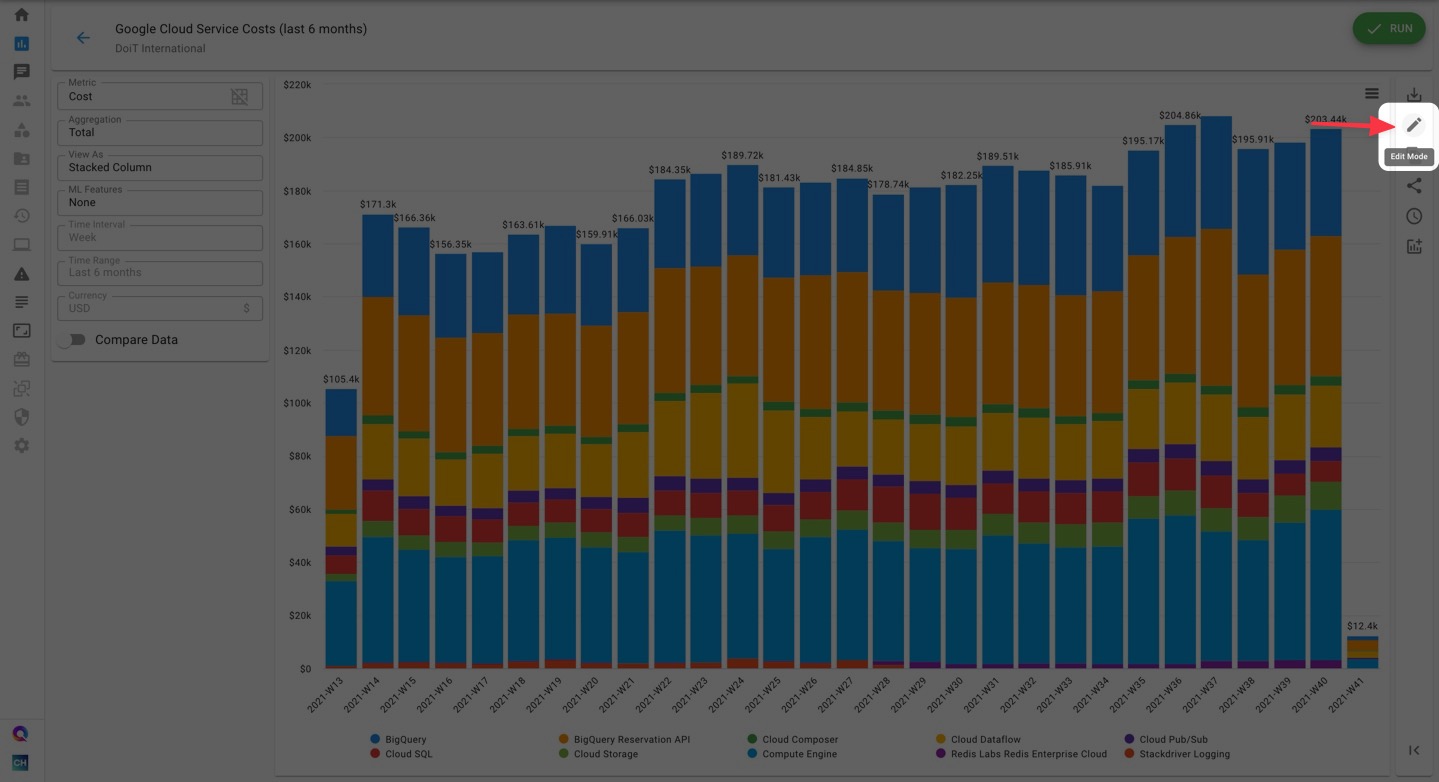 Google Cloud Service Costs (last 6 months)
DoiT International
RUN
Metric
Cost
Aggregation
Total
View As
Stacked Column
ML Features
None
Time Interval
Week
Time Range
Last 6 months
Currency
USD $
Compare Data
Edit Mode
$220k
$200k
$180k
$160k
$140k
$120k
$100k
$80k
$60k
$40k
$20k
$0
$105.4k
$171.3k
$166.36k
$156.35k
$163.61k
$159.91k
$166.03k
$184.35k
$189.72k
$181.43k
$184.85k
$178.74k
$182.25k
$189.51k
$185.91k
$195.17k
$204.86k
$195.91k
$203.44k
$12.4k
2021-W13
2021-W14
2021-W15
2021-W16
2021-W17
2021-W18
2021-W19
2021-W20
2021-W21
2021-W22
2021-W23
2021-W24
2021-W25
2021-W26
2021-W27
2021-W28
2021-W29
2021-W30
2021-W31
2021-W32
2021-W33
2021-W34
2021-W35
2021-W36
2021-W37
2021-W38
2021-W39
2021-W40
2021-W41
BigQuery BigQuery Reservation API Cloud Composer Cloud Dataflow Cloud Pub/Sub
Cloud SQL Cloud Storage Compute Engine Redis Labs Redis Enterprise Cloud Stackdriver Logging
CH